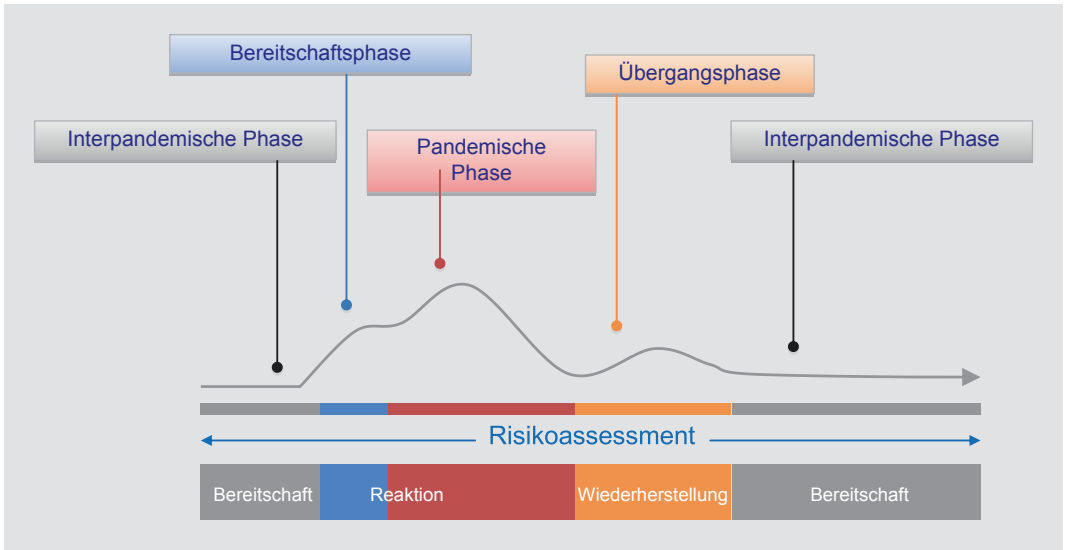 Bereitschaftsphase
Übergangsphase
Interpandemische Phase
Pandemische
Phase
Interpandemische Phase
Risikoassessment
Bereitschaft
Reaktion
Wiederherstellung
Bereitschaft